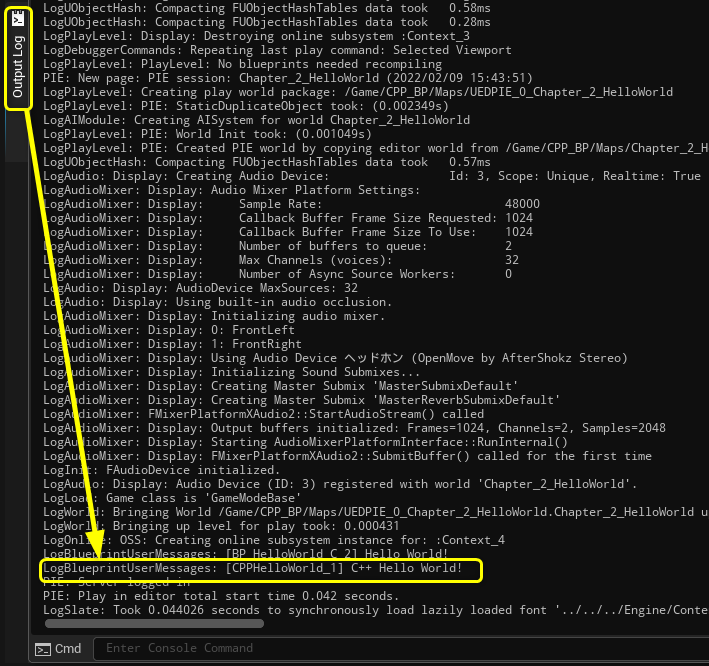 Output Log
LogUObjectHash: Compacting FUObjectHashTables data took   0.58ms
LogUObjectHash: Compacting FUObjectHashTables data took   0.28ms
LogPlayLevel: Display: Destroying online subsystem :Context_3
LogDebuggerCommands: Repeating last play command: Selected Viewport
LogPlayLevel: PlayLevel: No blueprints needed recompiling
PIE: New page: PIE session: Chapter_2_HelloWorld (2022/02/09 15:43:51)
LogPlayLevel: Creating play world package: /Game/CPP_BP/Maps/UEDPIE_0_Chapter_2_HelloWorld
LogPlayLevel: PIE: StaticDuplicateObject took: (0.002349s)
LogAIModule: Creating AISystem for world Chapter_2_HelloWorld
LogPlayLevel: PIE: World Init took: (0.001049s)
LogPlayLevel: PIE: Created PIE world by copying editor world from /Game/CPP_BP/Maps/Chapter_2_H
LogUObjectHash: Compacting FUObjectHashTables data took   0.57ms
LogAudio: Display: Creating Audio Device:                 Id: 3, Scope: Unique, Realtime: True
LogAudioMixer: Display: Audio Mixer Platform Settings:
LogAudioMixer: Display:     Sample Rate:                          48000
LogAudioMixer: Display:     Callback Buffer Frame Size Requested: 1024
LogAudioMixer: Display:     Callback Buffer Frame Size To Use:    1024
LogAudioMixer: Display:     Number of buffers to queue:           2
LogAudioMixer: Display:     Max Channels (voices):                32
LogAudioMixer: Display:     Number of Async Source Workers:       0
LogAudio: Display: AudioDevice MaxSources: 32
LogAudio: Display: Using built-in audio occlusion.
LogAudioMixer: Display: Initializing audio mixer.
LogAudioMixer: Display: 0: FrontLeft
LogAudioMixer: Display: 1: FrontRight
LogAudioMixer: Display: Using Audio Device ヘッドホン (OpenMove by AfterShokz Stereo)
LogAudioMixer: Display: Initializing Sound Submixes...
LogAudioMixer: Display: Creating Master Submix 'MasterSubmixDefault'
LogAudioMixer: Display: Creating Master Submix 'MasterReverbSubmixDefault'
LogAudioMixer: FMixerPlatformXAudio2::StartAudioStream() called
LogAudioMixer: Display: Output buffers initialized: Frames=1024, Channels=2, Samples=2048
LogAudioMixer: Display: Starting AudioMixerPlatformInterface::RunInternal()
LogAudioMixer: Display: FMixerPlatformXAudio2::SubmitBuffer() called for the first time
LogInit: FAudioDevice initialized.
LogAudio: Display: Audio Device (ID: 3) registered with world 'Chapter_2_HelloWorld'.
LogLoad: Game class is 'GameModeBase'
LogWorld: Bringing World /Game/CPP_BP/Maps/UEDPIE_0_Chapter_2_HelloWorld.Chapter_2_HelloWorld u
LogWorld: Bringing up level for play took: 0.000431
LogOnline: OSS: Creating online subsystem instance for: :Context_4
LogBlueprintUserMessages: [BP_HelloWorld_C_2] Hello World!
LogBlueprintUserMessages: [CPPHelloWorld_1] C++ Hello World!
PIE: Server logged in
PIE: Play in editor total start time 0.042 seconds.
LogSlate: Took 0.044026 seconds to synchronously load lazily loaded font '../../../Engine/Conte
Cmd
Enter Console Command